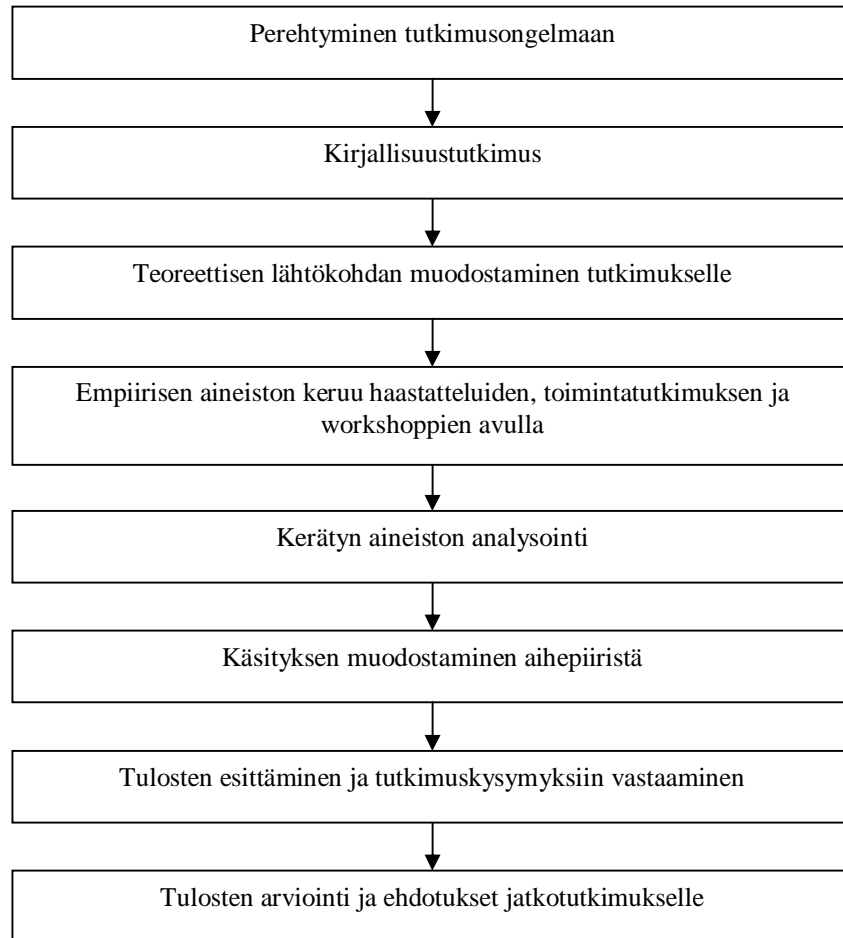 Perehtyminen tutkimusongelmaan
Kirjallisuustutkimus
Teoreettisen lähtökohdan muodostaminen tutkimukselle
Empiirisen aineiston keruu haastatteluiden, toimintatutkimuksen ja
workshoppien avulla
Kerätyn aineiston analysointi
Käsityksen muodostaminen aihepiiristä
Tulosten esittäminen ja tutkimuskysymyksiin vastaaminen
Tulosten arviointi ja ehdotukset jatkotutkimukselle